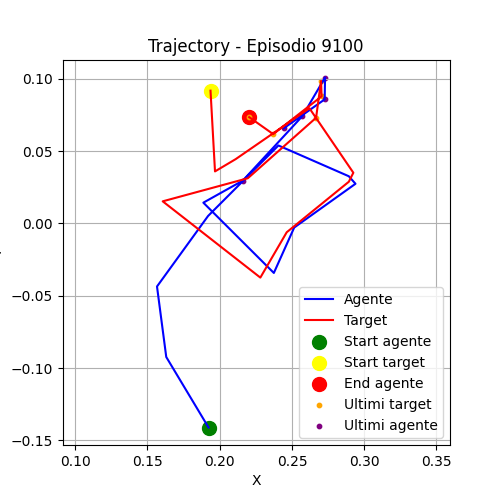 Trajectory - Episodio 9100
0.10
0.05
0.00
−0.05
−0.10
−0.15
0.10 0.15 0.20 0.25 0.30 0.35
X
Agente
Target
Start agente
Start target
End agente
Ultimi target
Ultimi agente